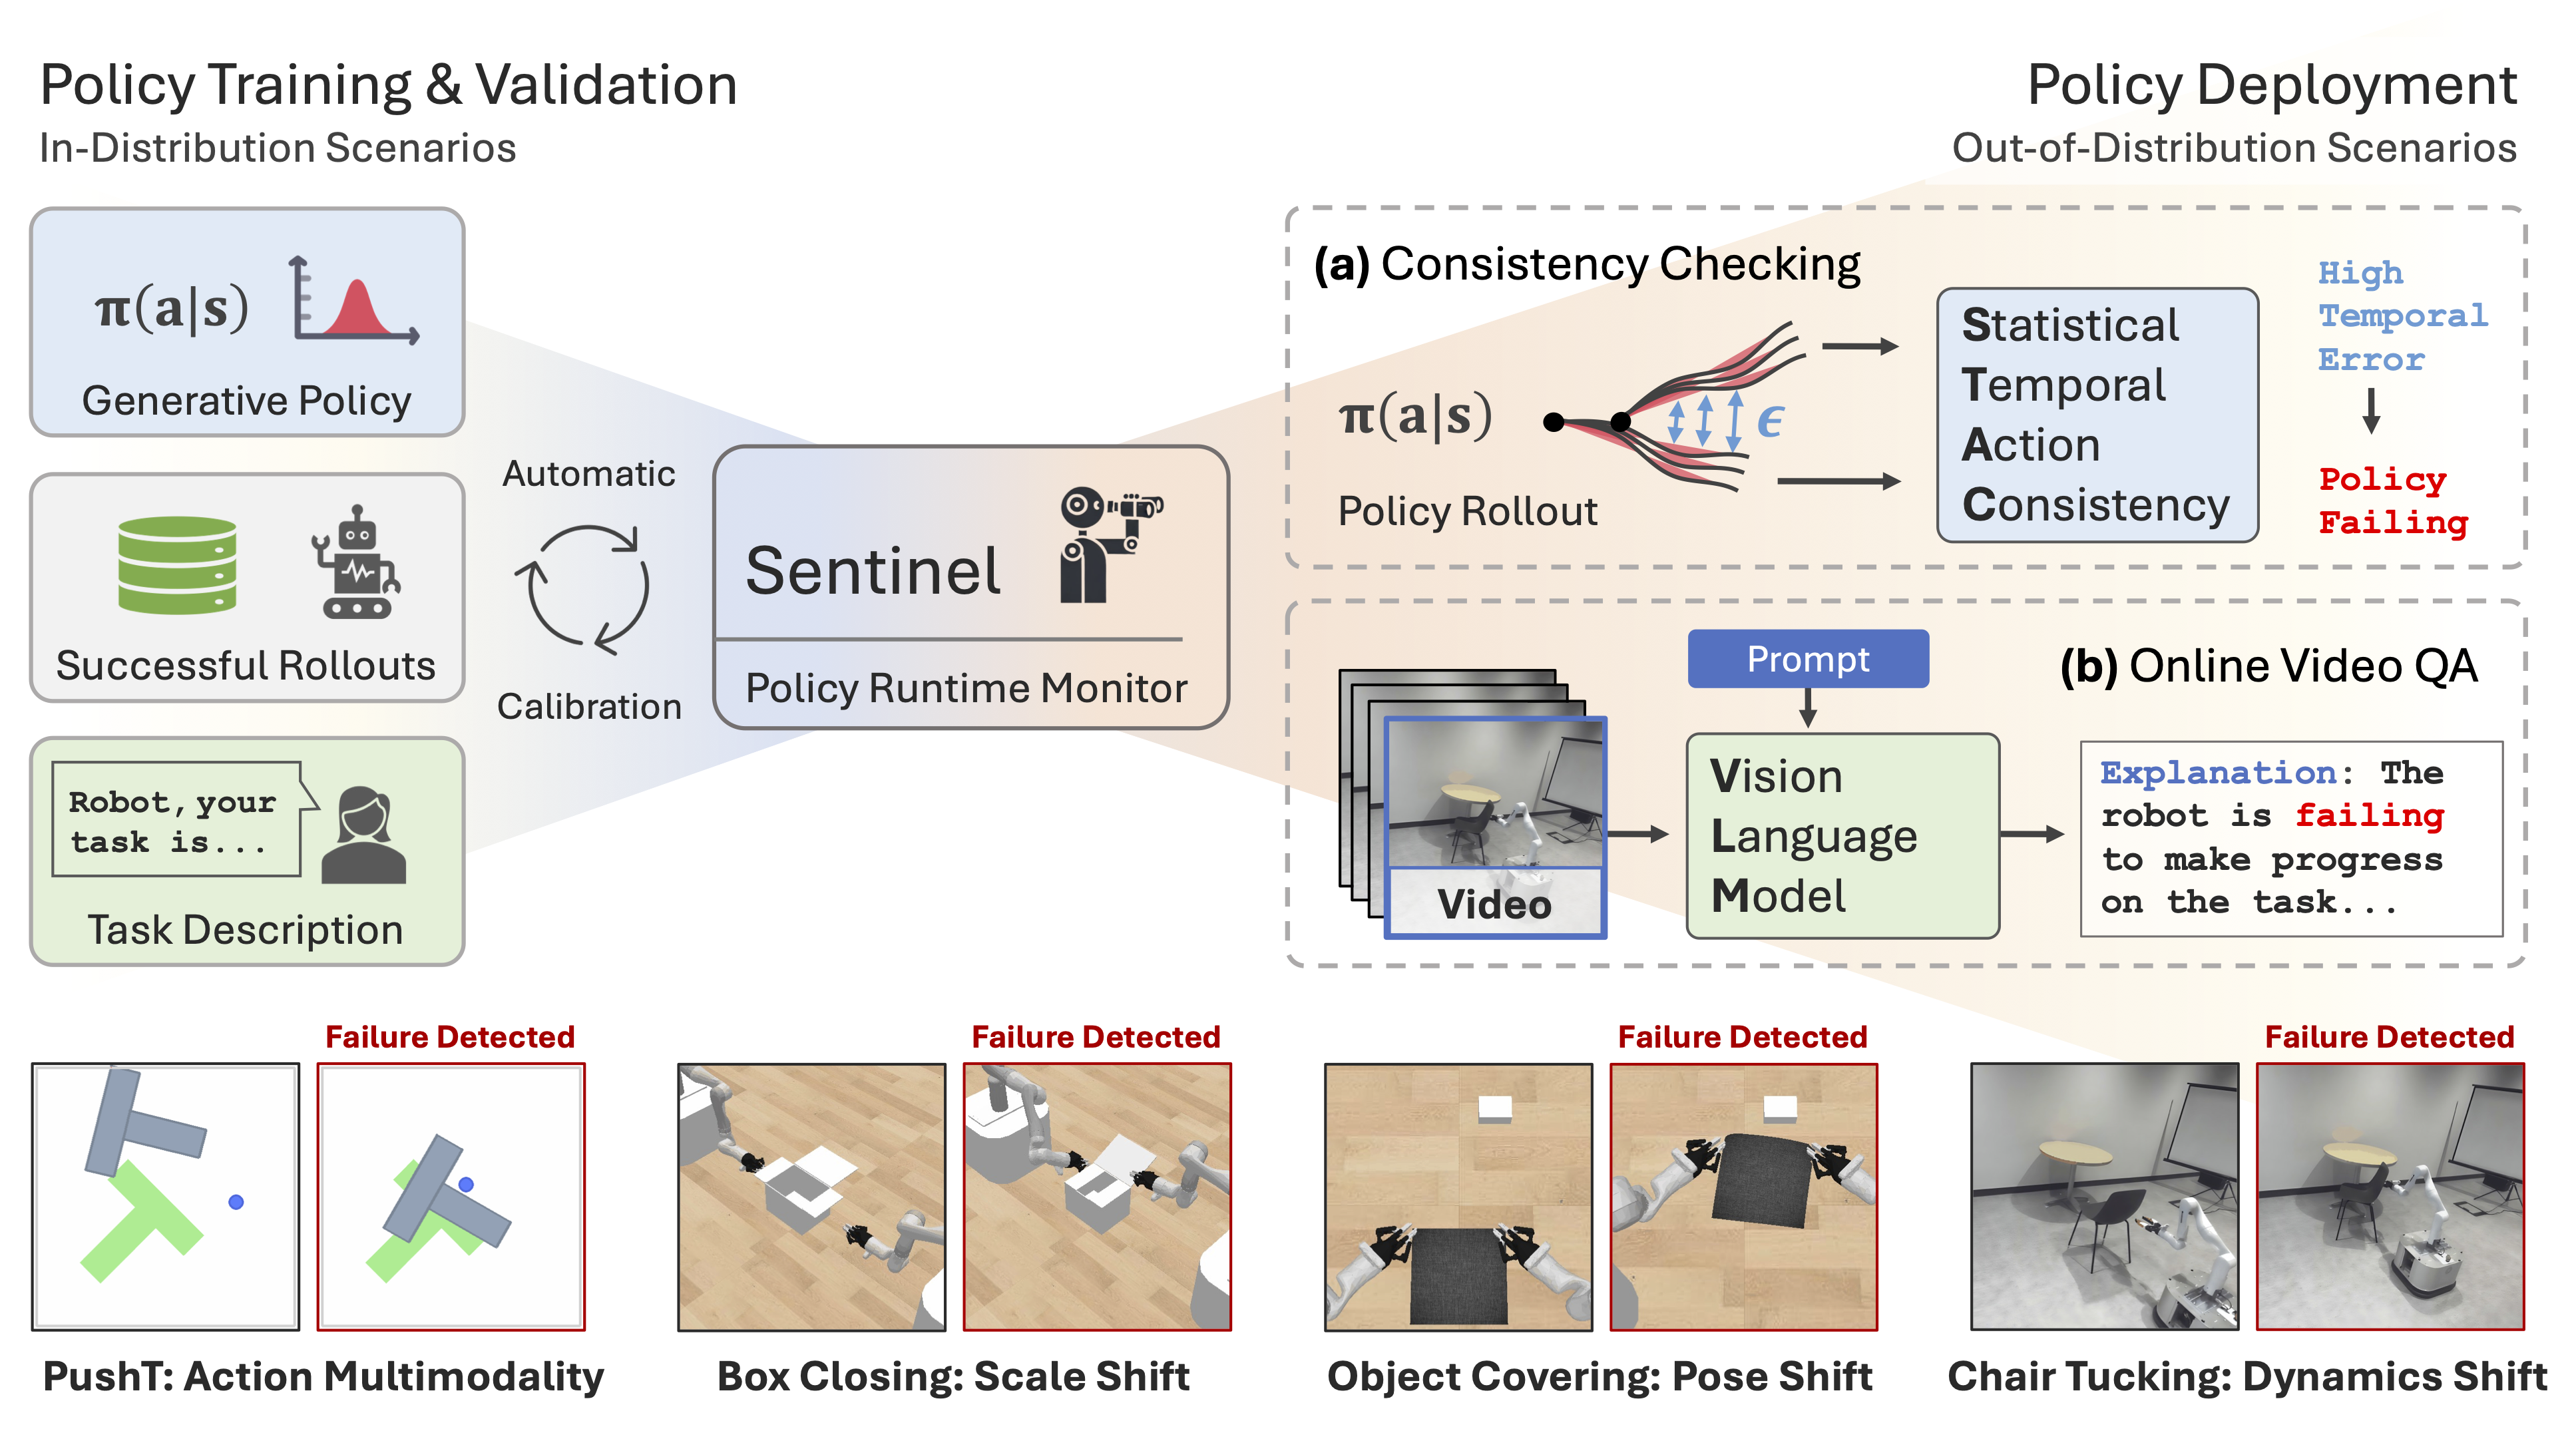 Policy Training & Validation
In-Distribution Scenarios
Policy Deployment
Out-of-Distribution Scenarios
π(a|s)
Generative Policy
Successful Rollouts
Robot, your
task is...
Task Description
Automatic
Calibration
Sentinel
Policy Runtime Monitor
(a) Consistency Checking
π(a|s)
Policy Rollout
ϵ
Statistical
Temporal
Action
Consistency
High
Temporal
Error
Policy
Failing
(b) Online Video QA
Prompt
Video
Vision
Language
Model
Explanation: The
robot is failing
to make progress
on the task...
Failure Detected
PushT: Action Multimodality
Failure Detected
Box Closing: Scale Shift
Failure Detected
Object Covering: Pose Shift
Failure Detected
Chair Tucking: Dynamics Shift